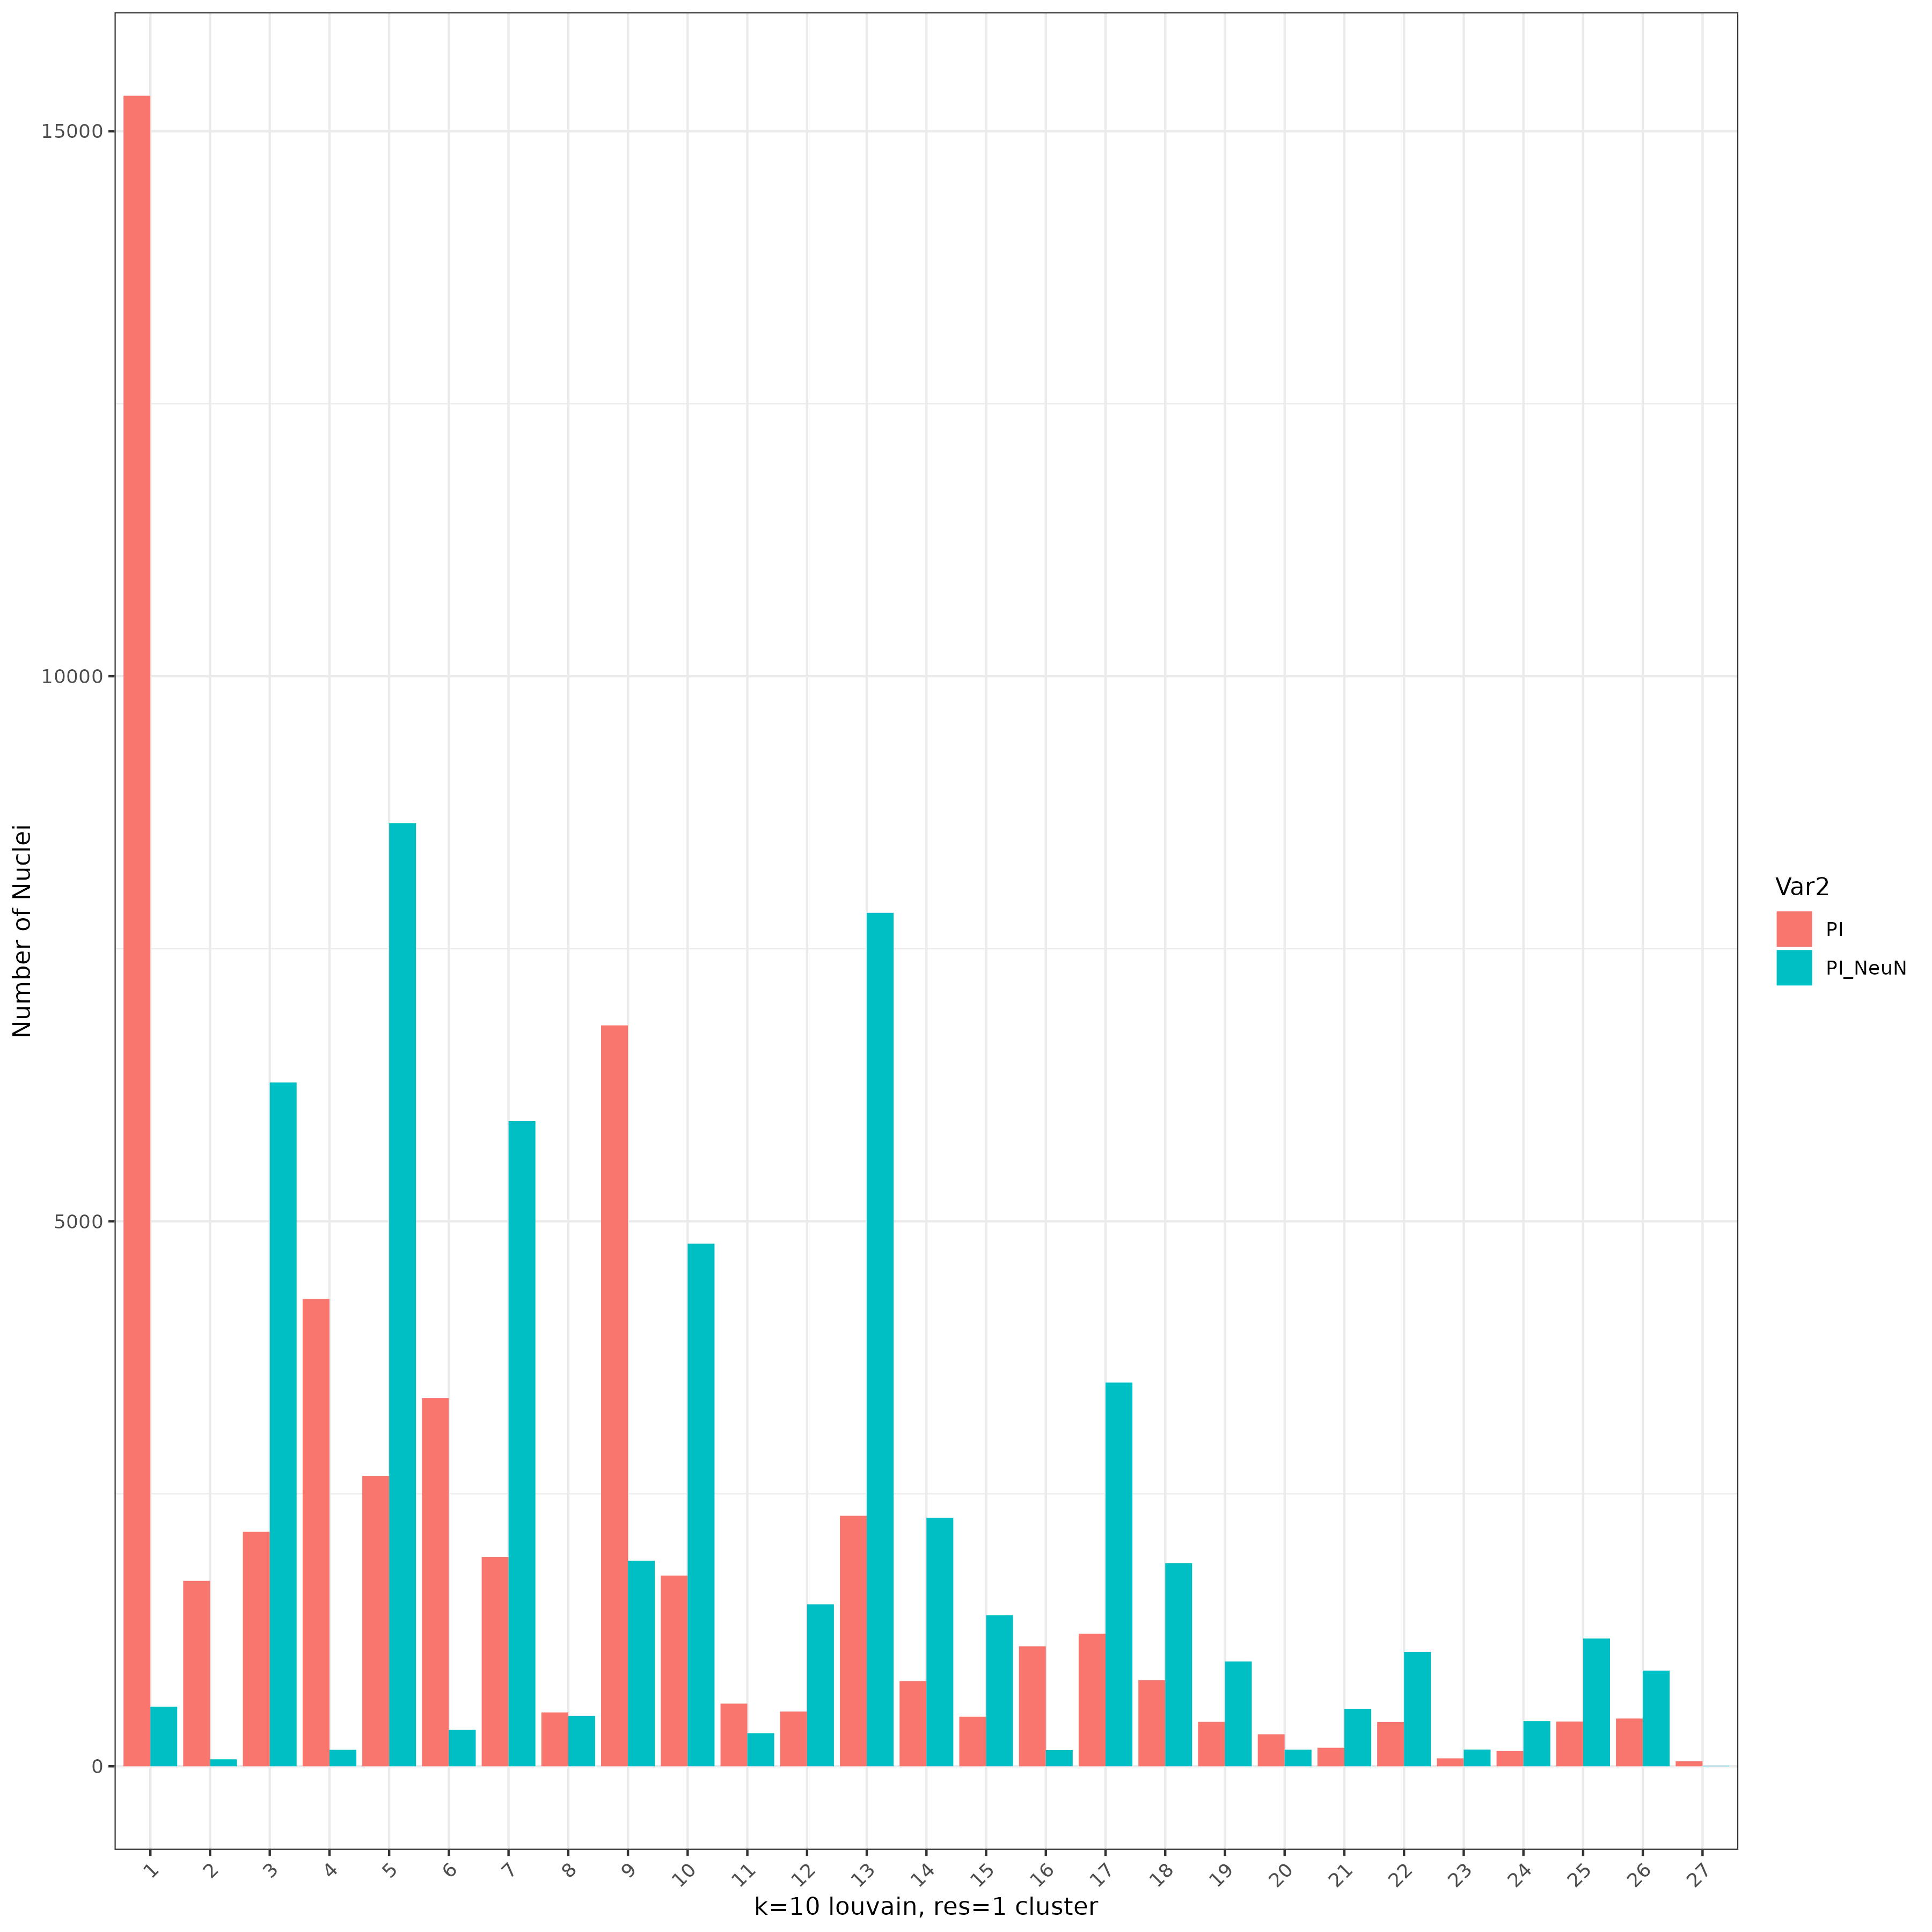 15000
10000
5000
0
Number of Nuclei
1 2 3 4 5 6 7 8 9 10 11 12 13 14 15 16 17 18 19 20 21 22 23 24 25 26 27
k=10 louvain, res=1 cluster
Var2
PI
PI_NeuN